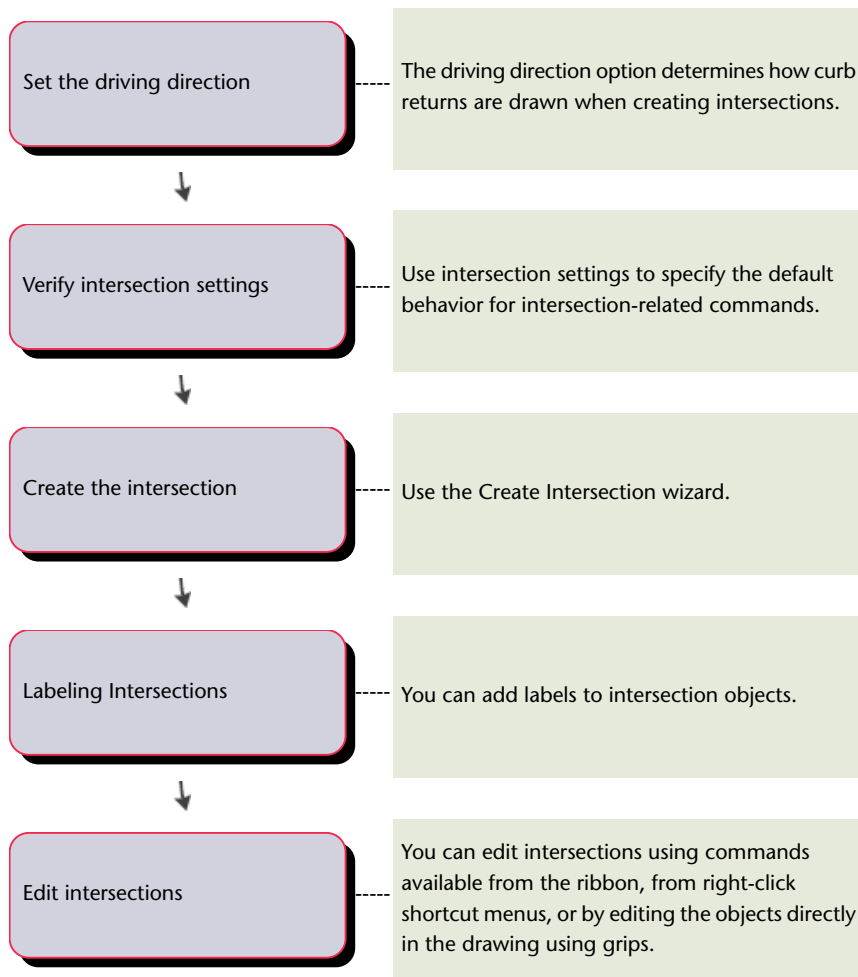 Set the driving direction
The driving direction option determines how curb
returns are drawn when creating intersections.
Verify intersection settings
Use intersection settings to specify the default
behavior for intersection-related commands.
Create the intersection
Use the Create Intersection wizard.
Labeling Intersections
You can add labels to intersection objects.
Edit intersections
You can edit intersections using commands
available from the ribbon, from right-click
shortcut menus, or by editing the objects directly
in the drawing using grips.